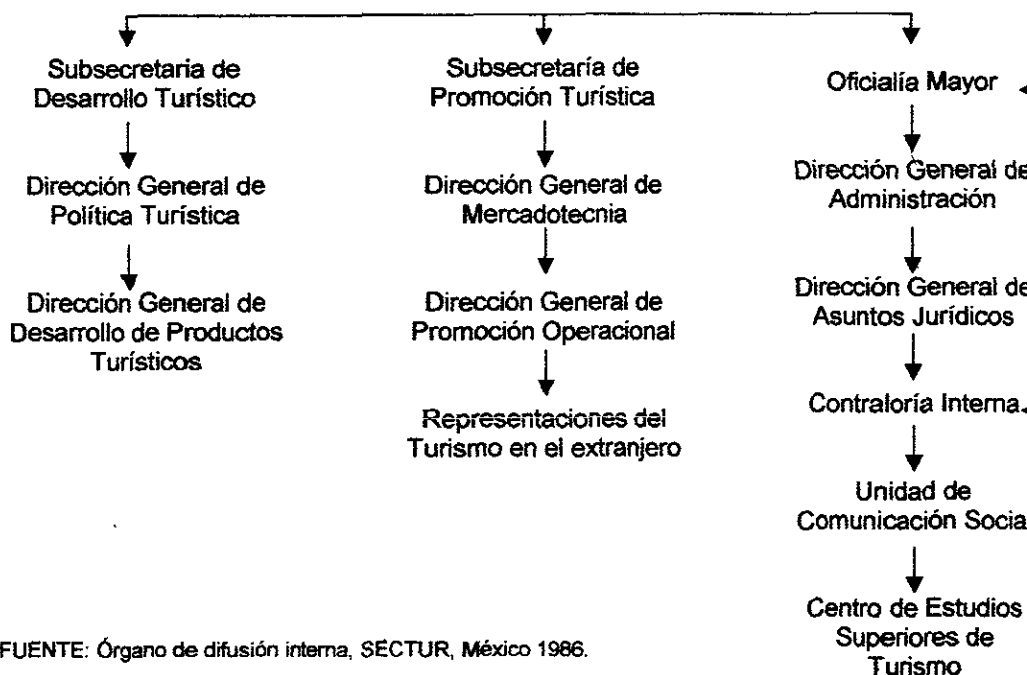 Subsecretaria de
Desarrollo Turístico
Dirección General de
Política Turística
Dirección General de
Desarrollo de Productos
Turísticos
Subsecretaría de
Promoción Turística
Dirección General de
Mercadotecnia
Dirección General de
Promoción Operacional
Representaciones del
Turismo en el extranjero
Oficialía Mayor
Dirección General de
Administración
Dirección General de
Asuntos Jurídicos
Contraloría Interna
Unidad de
Comunicación Socia
Centro de Estudios
Superiores de
Turismo
FUENTE: Órgano de difusión interna, SECTUR, México 1986.